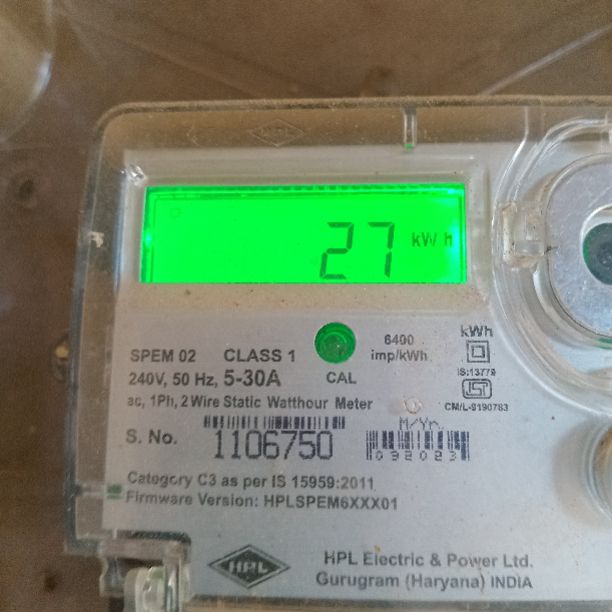 HPL
27 kWh
SPEM 02 CLASS 1
6400 imp/kWh
kWh
240V, 50 Hz, 5-30A
CAL
IS:13779
ac, 1Ph, 2 Wire Static Watthour Meter
CM/L-9190783
M/Yr.
S. No. 1106750
092023
Category C3 as per IS 15959:2011
Firmware Version: HPLSPEM6XXX01
HPL
HPL Electric & Power Ltd.
Gurugram (Haryana) INDIA